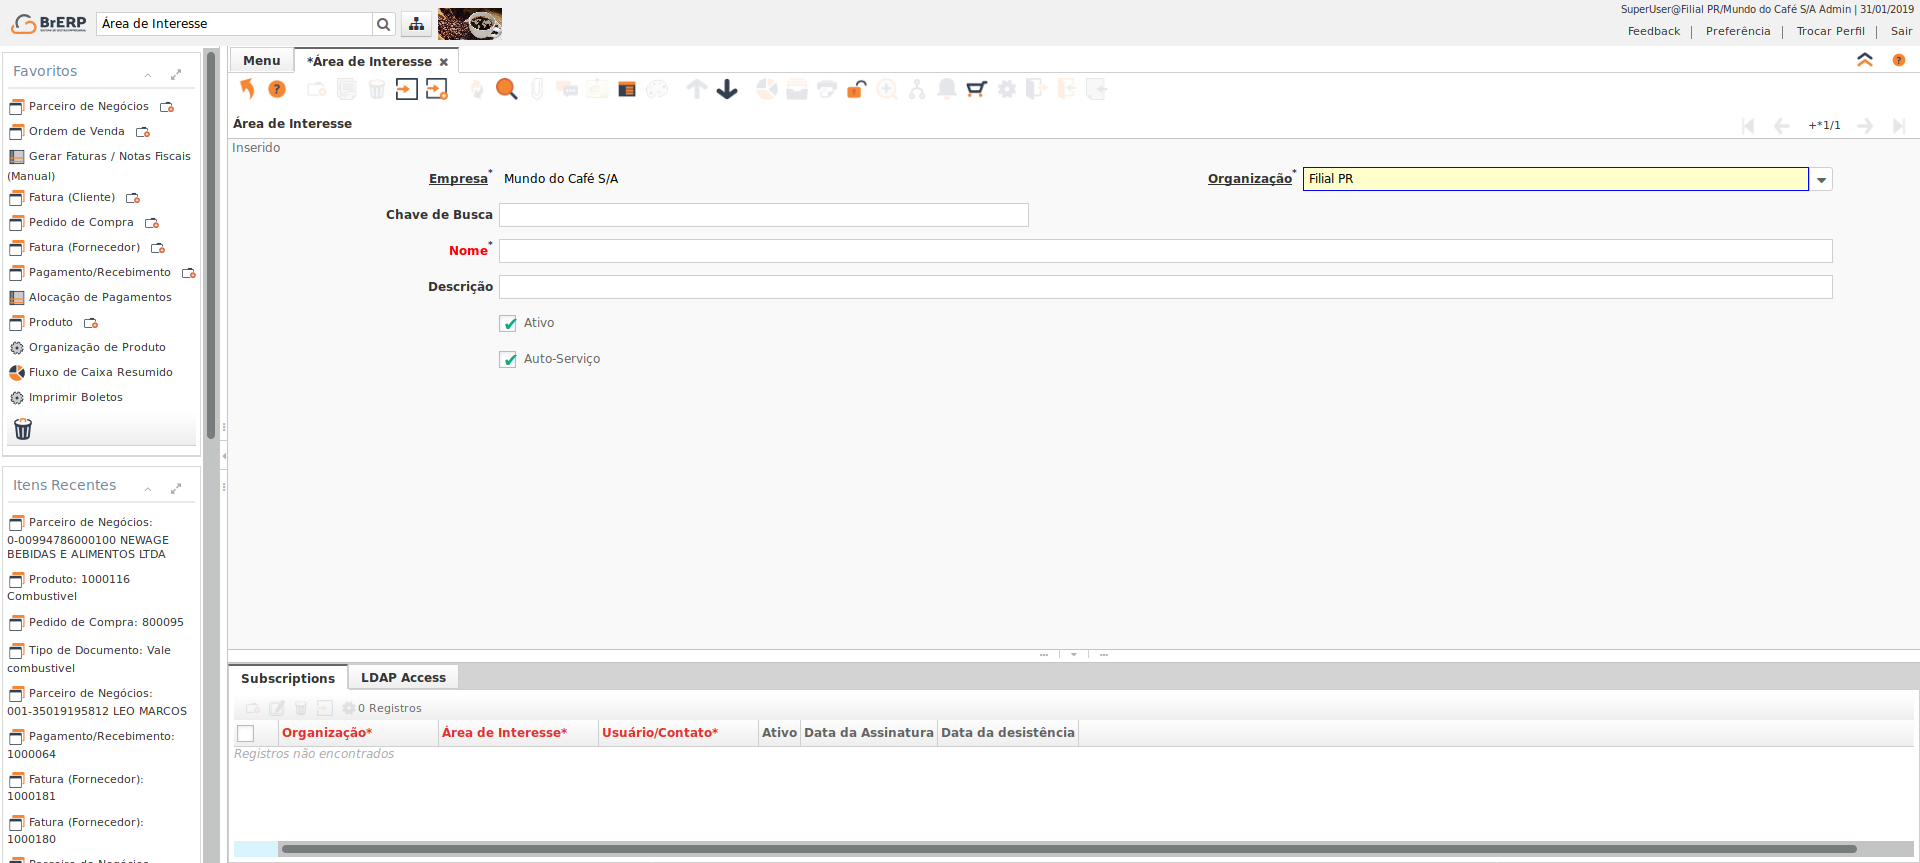 BrERP
Área de Interesse
SuperUser@Filial PR/Mundo do Café S/A Admin | 31/01/2019
Feedback | Preferência | Trocar Perfil | Sair
Favoritos
Parceiro de Negócios
Ordem de Venda
Gerar Faturas / Notas Fiscais
(Manual)
Fatura (Cliente)
Pedido de Compra
Fatura (Fornecedor)
Pagamento/Recebimento
Alocação de Pagamentos
Produto
Organização de Produto
Fluxo de Caixa Resumido
Imprimir Boletos
Itens Recentes
Parceiro de Negócios:
0-00994786000100 NEWAGE
BEBIDAS E ALIMENTOS LTDA
Produto: 1000116
Combustivel
Pedido de Compra: 800095
Tipo de Documento: Vale
combustivel
Parceiro de Negócios:
001-35019195812 LEO MARCOS
Pagamento/Recebimento:
1000064
Fatura (Fornecedor):
1000181
Fatura (Fornecedor):
1000180
Parceiro de Negócios
Menu
*Área de Interesse
Área de Interesse
+*1/1
Inserido
Empresa* Mundo do Café S/A
Organização* Filial PR
Chave de Busca
Nome*
Descrição
Ativo
Auto-Serviço
Subscriptions
LDAP Access
0 Registros
Organização* Área de Interesse* Usuário/Contato* Ativo Data da Assinatura Data da desistência
Registros não encontrados